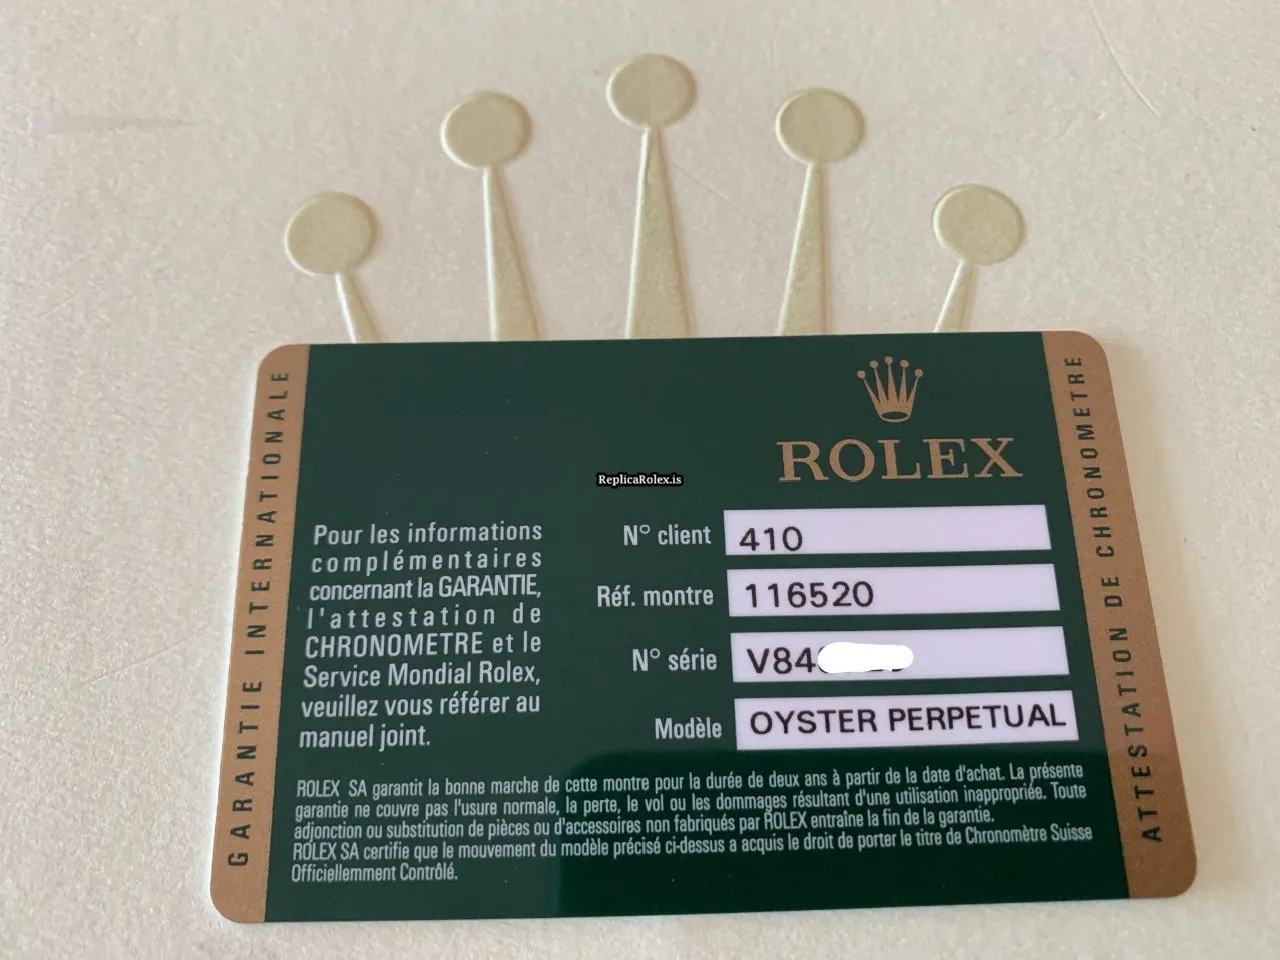 GARANTIE INTERNATIONALE
ROLEX
ReplicaRolex.is
Pour les informations
complémentaires
concernant la GARANTIE,
l'attestation de
CHRONOMETRE et le
Service Mondial Rolex,
veuillez vous référer au
manuel joint.
N° client 410
Réf. montre 116520
N° série V84
Modèle OYSTER PERPETUAL
ROLEX SA garantit la bonne marche de cette montre pour la durée de deux ans à partir de la date d'achat. La présente
garantie ne couvre pas l'usure normale, la perte, le vol ou les dommages résultant d'une utilisation inappropriée. Toute
adjonction ou substitution de pièces ou d'accessoires non fabriqués par ROLEX entraîne la fin de la garantie.
ROLEX SA certifie que le mouvement du modèle précisé ci-dessus a acquis le droit de porter le titre de Chronomètre Suisse
Officiellemment Contrôlé.
ATTESTATION DE CHRONOMETRE